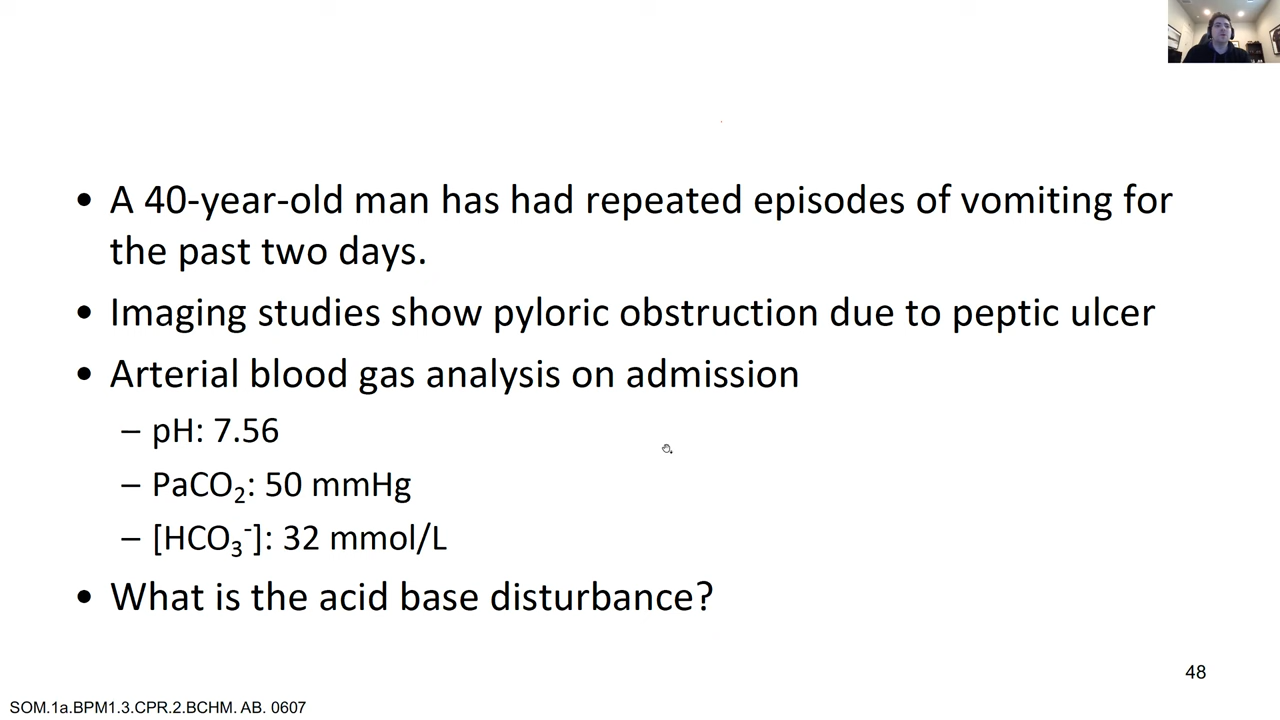 • A 40-year-old man has had repeated episodes of vomiting for
the past two days.
• Imaging studies show pyloric obstruction due to peptic ulcer
• Arterial blood gas analysis on admission
– pH: 7.56
– PaCO₂: 50 mmHg
– [HCO₃⁻]: 32 mmol/L
• What is the acid base disturbance?
48
SOM.1a.BPM1.3.CPR.2.BCHM. AB. 0607